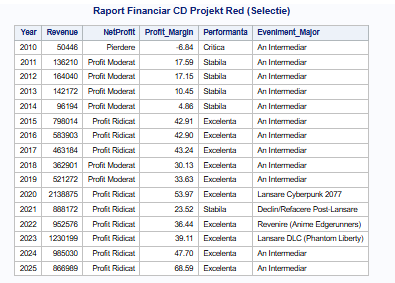 Raport Financiar CD Projekt Red (Selectie)
Year Revenue NetProfit Profit_Margin Performanta Eveniment_Major
2010 50446 Pierdere -6.84 Critica An Intermediar
2011 136210 Profit Moderat 17.59 Stabila An Intermediar
2012 164040 Profit Moderat 17.15 Stabila An Intermediar
2013 142172 Profit Moderat 10.45 Stabila An Intermediar
2014 96194 Profit Moderat 4.86 Stabila An Intermediar
2015 798014 Profit Ridicat 42.91 Excelenta An Intermediar
2016 583903 Profit Ridicat 42.90 Excelenta An Intermediar
2017 463184 Profit Ridicat 43.24 Excelenta An Intermediar
2018 362901 Profit Moderat 30.13 Excelenta An Intermediar
2019 521272 Profit Moderat 33.63 Excelenta An Intermediar
2020 2138875 Profit Ridicat 53.97 Excelenta Lansare Cyberpunk 2077
2021 888172 Profit Ridicat 23.52 Stabila Declin/Refacere Post-Lansare
2022 952576 Profit Ridicat 36.44 Excelenta Revenire (Anime Edgerunners)
2023 1230199 Profit Ridicat 39.11 Excelenta Lansare DLC (Phantom Liberty)
2024 985030 Profit Ridicat 47.70 Excelenta An Intermediar
2025 866989 Profit Ridicat 68.59 Excelenta An Intermediar